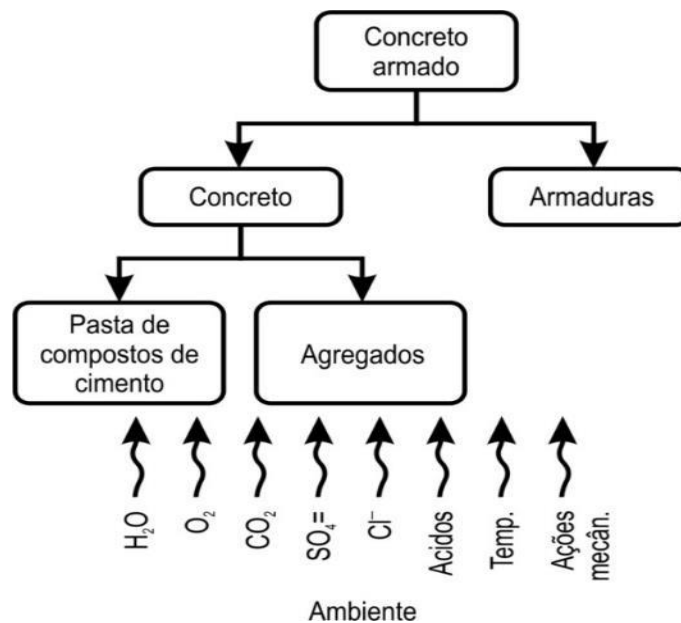 Concreto
armado
Concreto
Armaduras
Pasta de
compostos de
cimento
Agregados
H₂O
O₂
CO₂
SO₄=
Cl⁻
Acidos
Temp.
Ações
mecân.
Ambiente